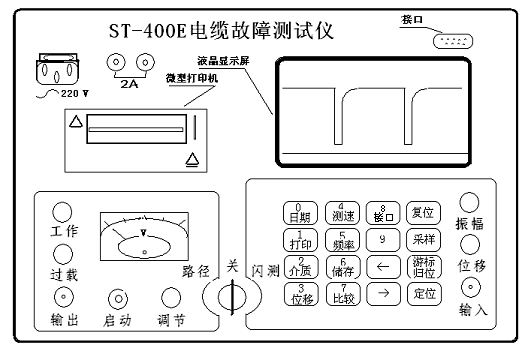 ST-400E电缆故障测试仪
接口
液晶显示屏
微型打印机
220 V
2A
V
工作
过载
输出
启动
调节
路径
关
闪测
0 日期
4 测速
8 接口
复位
1 打印
5 频率
9
采样
2 介质
6 储存
←
游标归位
3 位移
7 比较
→
定位
振幅
位移
输入